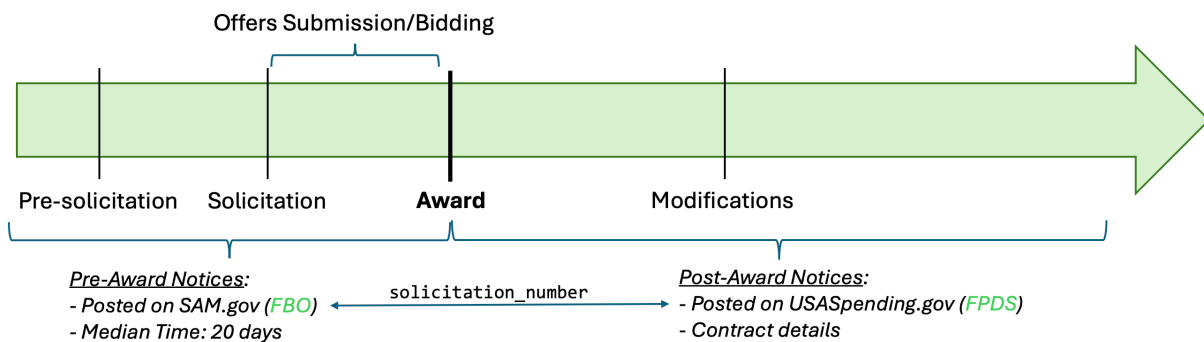 Offers Submission/Bidding
Pre-solicitation
Solicitation
Award
Modifications
Pre-Award Notices:
- Posted on SAM.gov (FBO)
- Median Time: 20 days
solicitation_number
Post-Award Notices:
- Posted on USASpending.gov (FPDS)
- Contract details